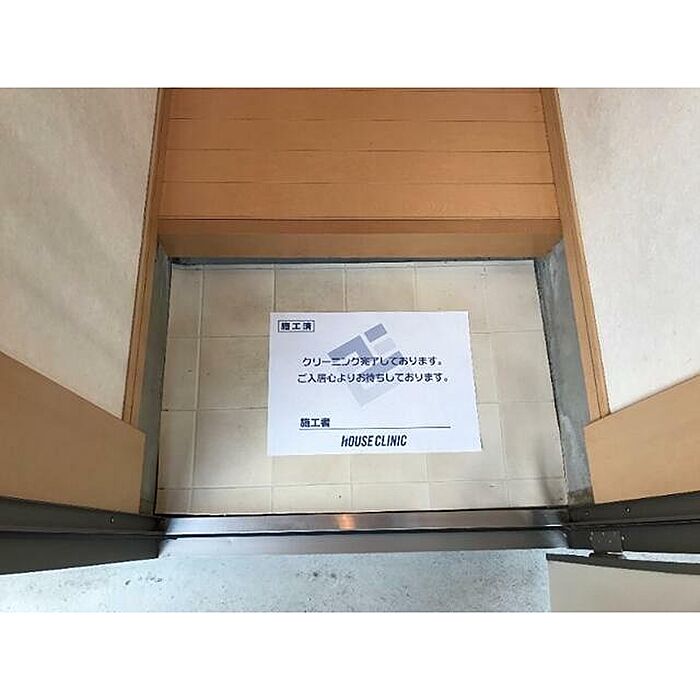 施工済
クリーニング完了しております。
ご入居心よりお待ちしております。
施工者
HOUSE CLINIC